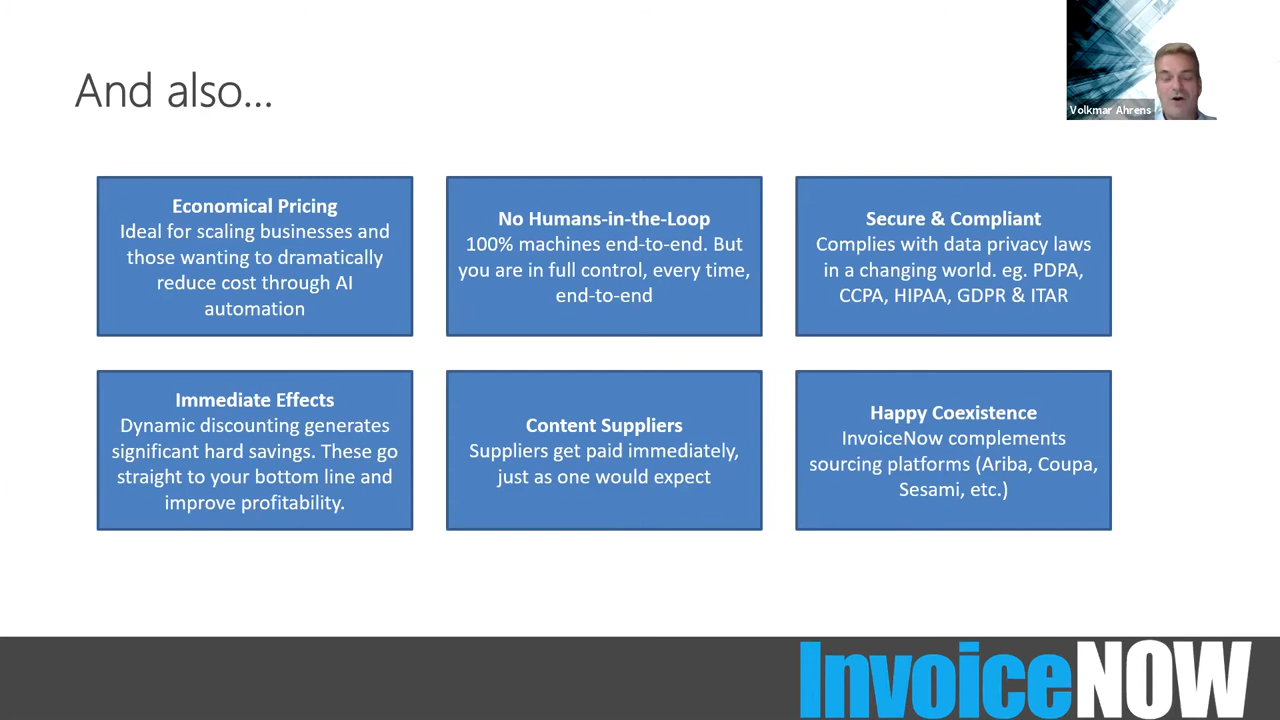 And also...
Volkmar Ahrens
Economical Pricing
Ideal for scaling businesses and
those wanting to dramatically
reduce cost through AI
automation
No Humans-in-the-Loop
100% machines end-to-end. But
you are in full control, every time,
end-to-end
Secure & Compliant
Complies with data privacy laws
in a changing world. eg. PDPA,
CCPA, HIPAA, GDPR & ITAR
Immediate Effects
Dynamic discounting generates
significant hard savings. These go
straight to your bottom line and
improve profitability.
Content Suppliers
Suppliers get paid immediately,
just as one would expect
Happy Coexistence
InvoiceNow complements
sourcing platforms (Ariba, Coupa,
Sesami, etc.)
InvoiceNOW